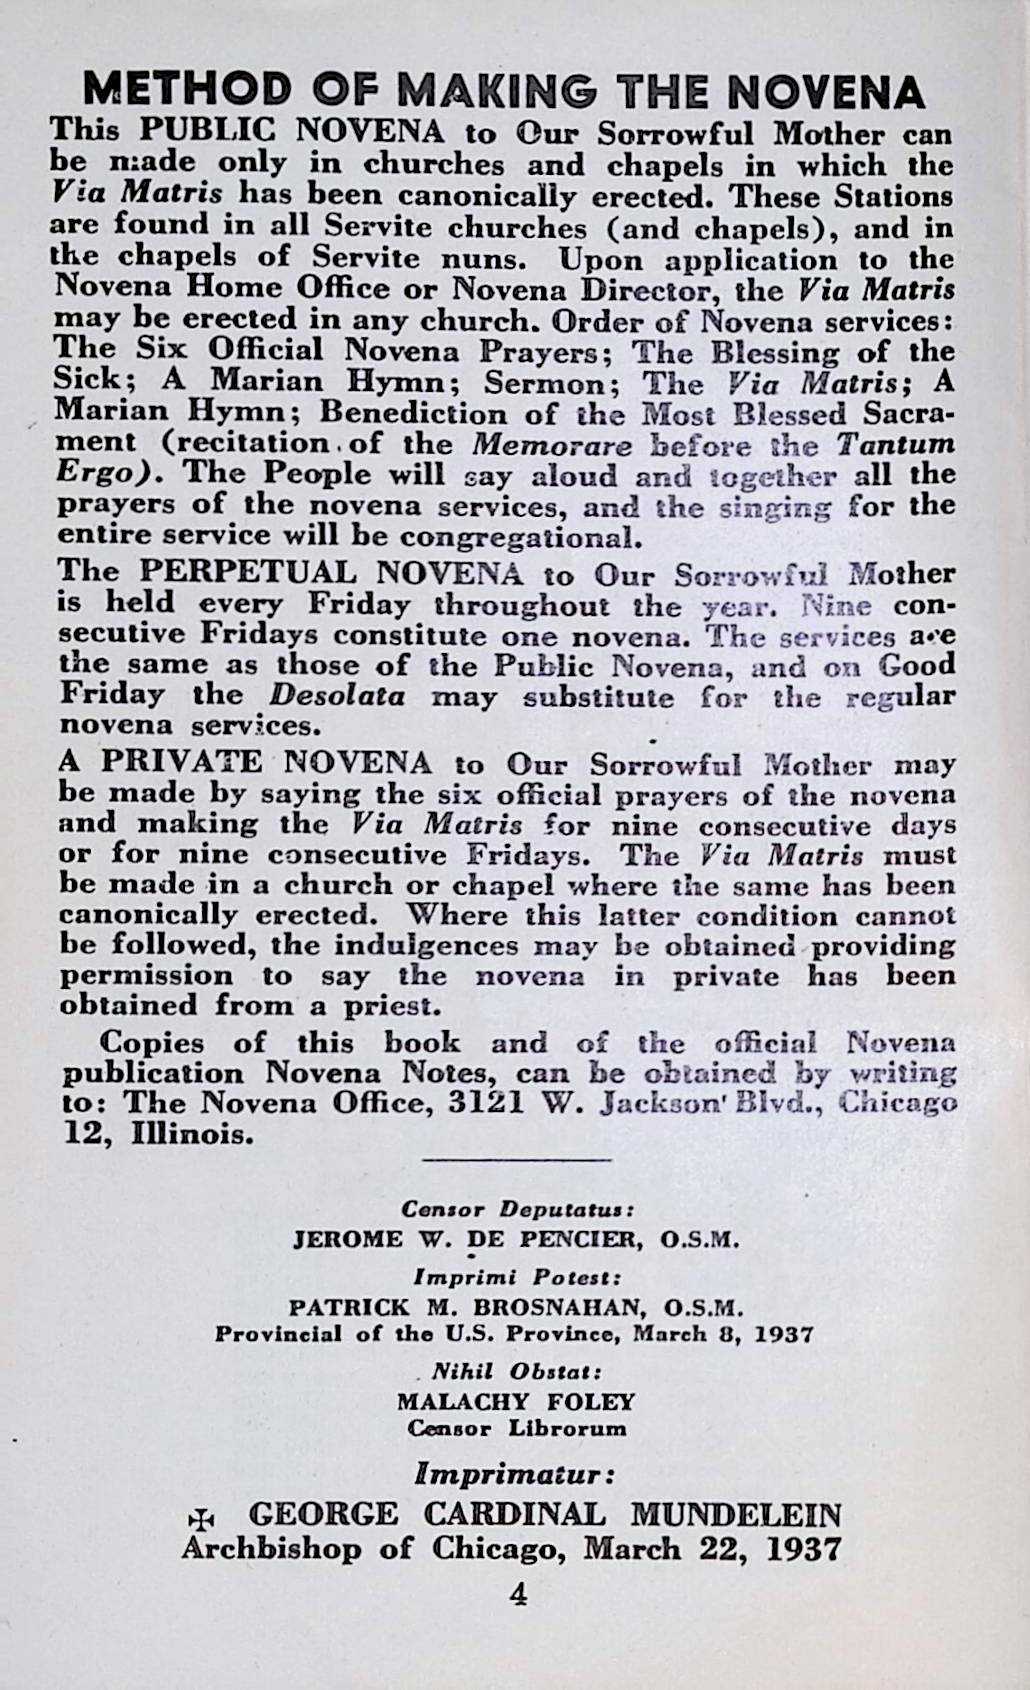 METHOD OF MAKING THE NOVENA
This PUBLIC NOVENA to Our Sorrowful Mother can
be made only in churches and chapels in which the
Via Matris has been canonically erected. These Stations
are found in all Servite churches (and chapels), and in
the chapels of Servite nuns. Upon application to the
Novena Home Office or Novena Director, the Via Matris
may be erected in any church. Order of Novena services:
The Six Official Novena Prayers; The Blessing of the
Sick; A Marian Hymn; Sermon; The Via Matris; A
Marian Hymn; Benediction of the Most Blessed Sacra-
ment (recitation of the Memorare before the Tantum
Ergo). The People will say aloud and together all the
prayers of the novena services, and the singing for the
entire service will be congregational.
The PERPETUAL NOVENA to Our Sorrowful Mother
is held every Friday throughout the year. Nine con-
secutive Fridays constitute one novena. The services are
the same as those of the Public Novena, and on Good
Friday the Desolata may substitute for the regular
novena services.
A PRIVATE NOVENA to Our Sorrowful Mother may
be made by saying the six official prayers of the novena
and making the Via Matris for nine consecutive days
or for nine consecutive Fridays. The Via Matris must
be made in a church or chapel where the same has been
canonically erected. Where this latter condition cannot
be followed, the indulgences may be obtained providing
permission to say the novena in private has been
obtained from a priest.
Copies of this book and of the official Novena
publication Novena Notes, can be obtained by writing
to: The Novena Office, 3121 W. Jackson Blvd., Chicago
12, Illinois.
Censor Deputatus:
JEROME W. DE PENCIER, O.S.M.
Imprimi Potest:
PATRICK M. BROSNAHAN, O.S.M.
Provincial of the U.S. Province, March 8, 1937
Nihil Obstat:
MALACHY FOLEY
Censor Librorum
Imprimatur:
✠ GEORGE CARDINAL MUNDELEIN
Archbishop of Chicago, March 22, 1937
4